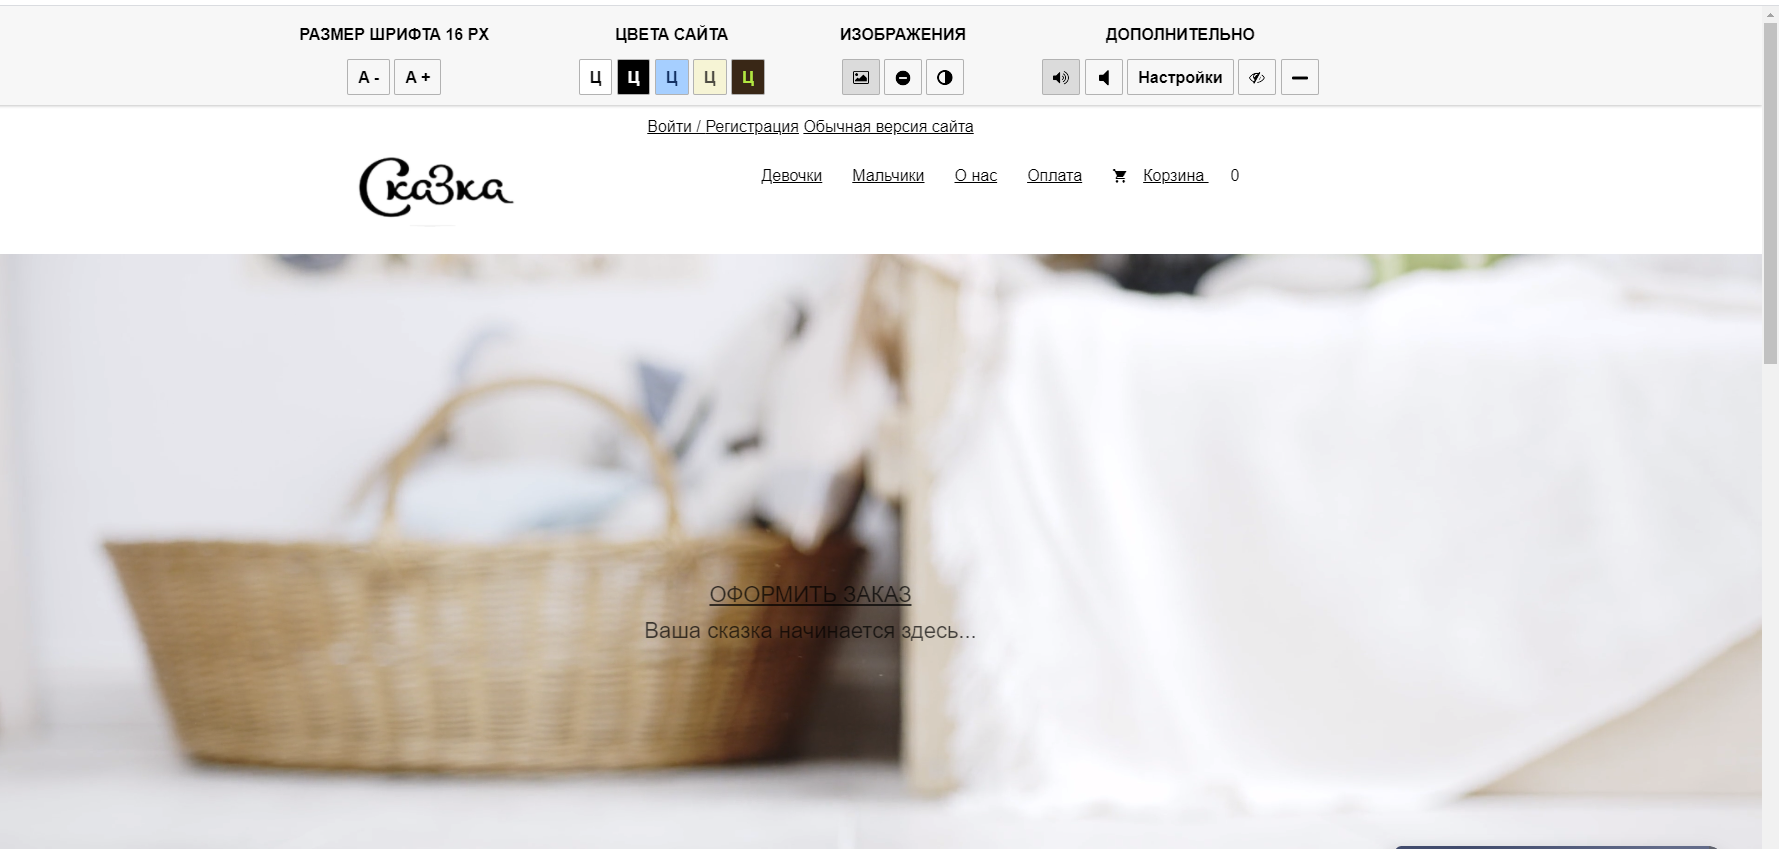 РАЗМЕР ШРИФТА 16 PX ЦВЕТА САЙТА ИЗОБРАЖЕНИЯ ДОПОЛНИТЕЛЬНО
А - А + Ц Ц Ц Ц Ц Настройки
Войти / Регистрация Обычная версия сайта
Сказка Девочки Мальчики О нас Оплата Корзина 0
ОФОРМИТЬ ЗАКАЗ
Ваша сказка начинается здесь...